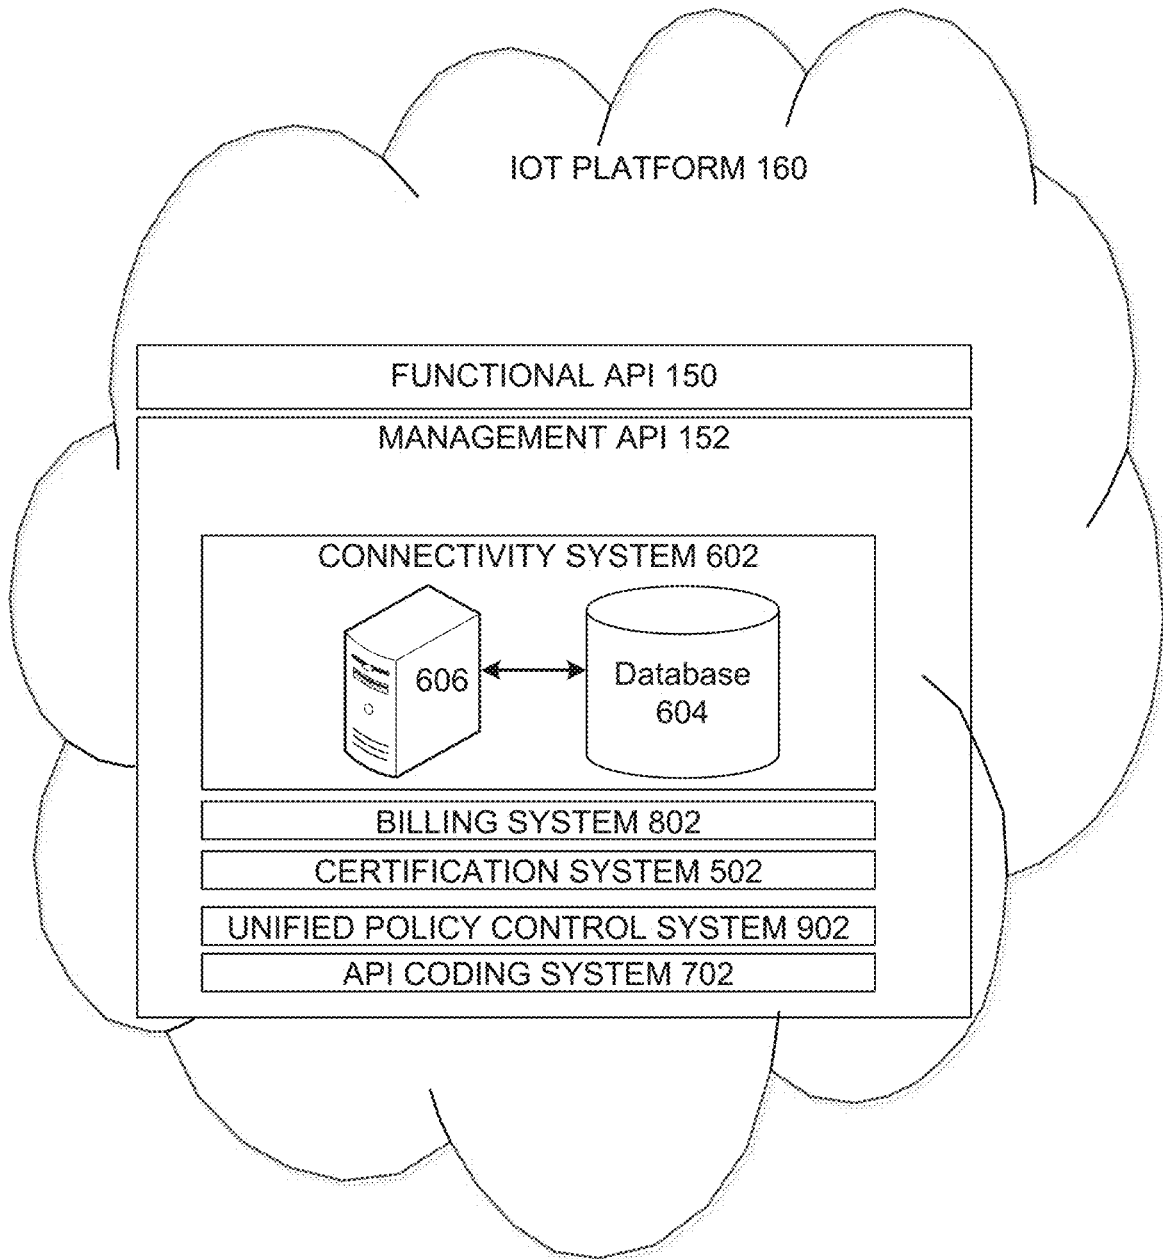 IOT PLATFORM 160
FUNCTIONAL API 150
MANAGEMENT API 152
CONNECTIVITY SYSTEM 602
606
Database
604
BILLING SYSTEM 802
CERTIFICATION SYSTEM 502
UNIFIED POLICY CONTROL SYSTEM 902
API CODING SYSTEM 702